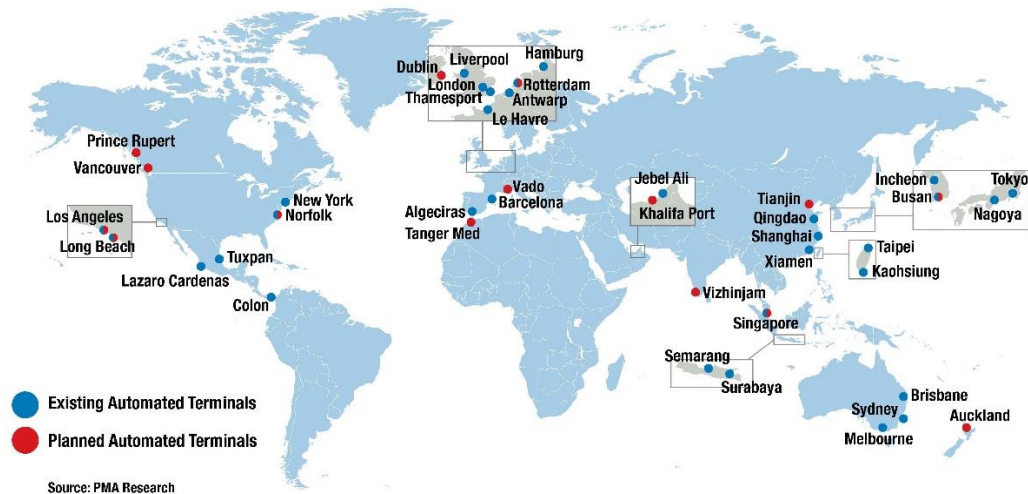 Hamburg
Liverpool
Dublin
Rotterdam
London
Antwerp
Thamesport
Le Havre
Prince Rupert
Vancouver
New York
Norfolk
Los Angeles
Long Beach
Tuxpan
Lazaro Cardenas
Colon
Vado
Barcelona
Algeciras
Tanger Med
Jebel Ali
Khalifa Port
Tianjin
Qingdao
Shanghai
Xiamen
Incheon
Busan
Tokyo
Nagoya
Taipei
Kaohsiung
Vizhinjam
Singapore
Semarang
Surabaya
Brisbane
Sydney
Melbourne
Auckland
Existing Automated Terminals
Planned Automated Terminals
Source: PMA Research